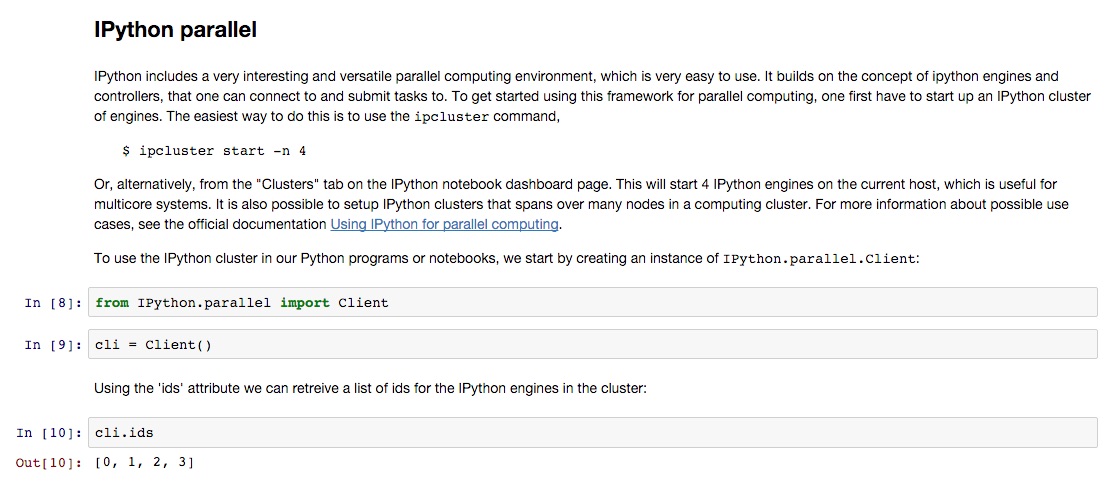 IPython parallel
IPython includes a very interesting and versatile parallel computing environment, which is very easy to use. It builds on the concept of ipython engines and
controllers, that one can connect to and submit tasks to. To get started using this framework for parallel computing, one first have to start up an IPython cluster
of engines. The easiest way to do this is to use the ipcluster command,
$ ipcluster start -n 4
Or, alternatively, from the "Clusters" tab on the IPython notebook dashboard page. This will start 4 IPython engines on the current host, which is useful for
multicore systems. It is also possible to setup IPython clusters that spans over many nodes in a computing cluster. For more information about possible use
cases, see the official documentation Using IPython for parallel computing.
To use the IPython cluster in our Python programs or notebooks, we start by creating an instance of IPython.parallel.Client:
In [8]: from IPython.parallel import Client
In [9]: cli = Client()
Using the 'ids' attribute we can retreive a list of ids for the IPython engines in the cluster:
In [10]: cli.ids
Out[10]: [0, 1, 2, 3]